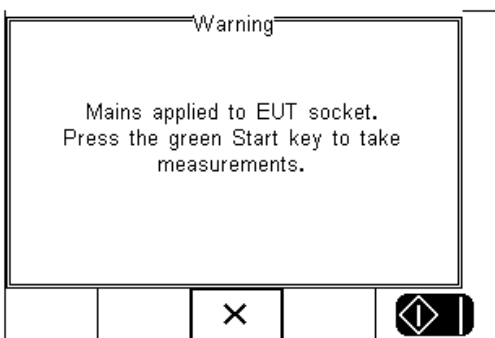 Warning
Mains applied to EUT socket.
Press the green Start key to take
measurements.